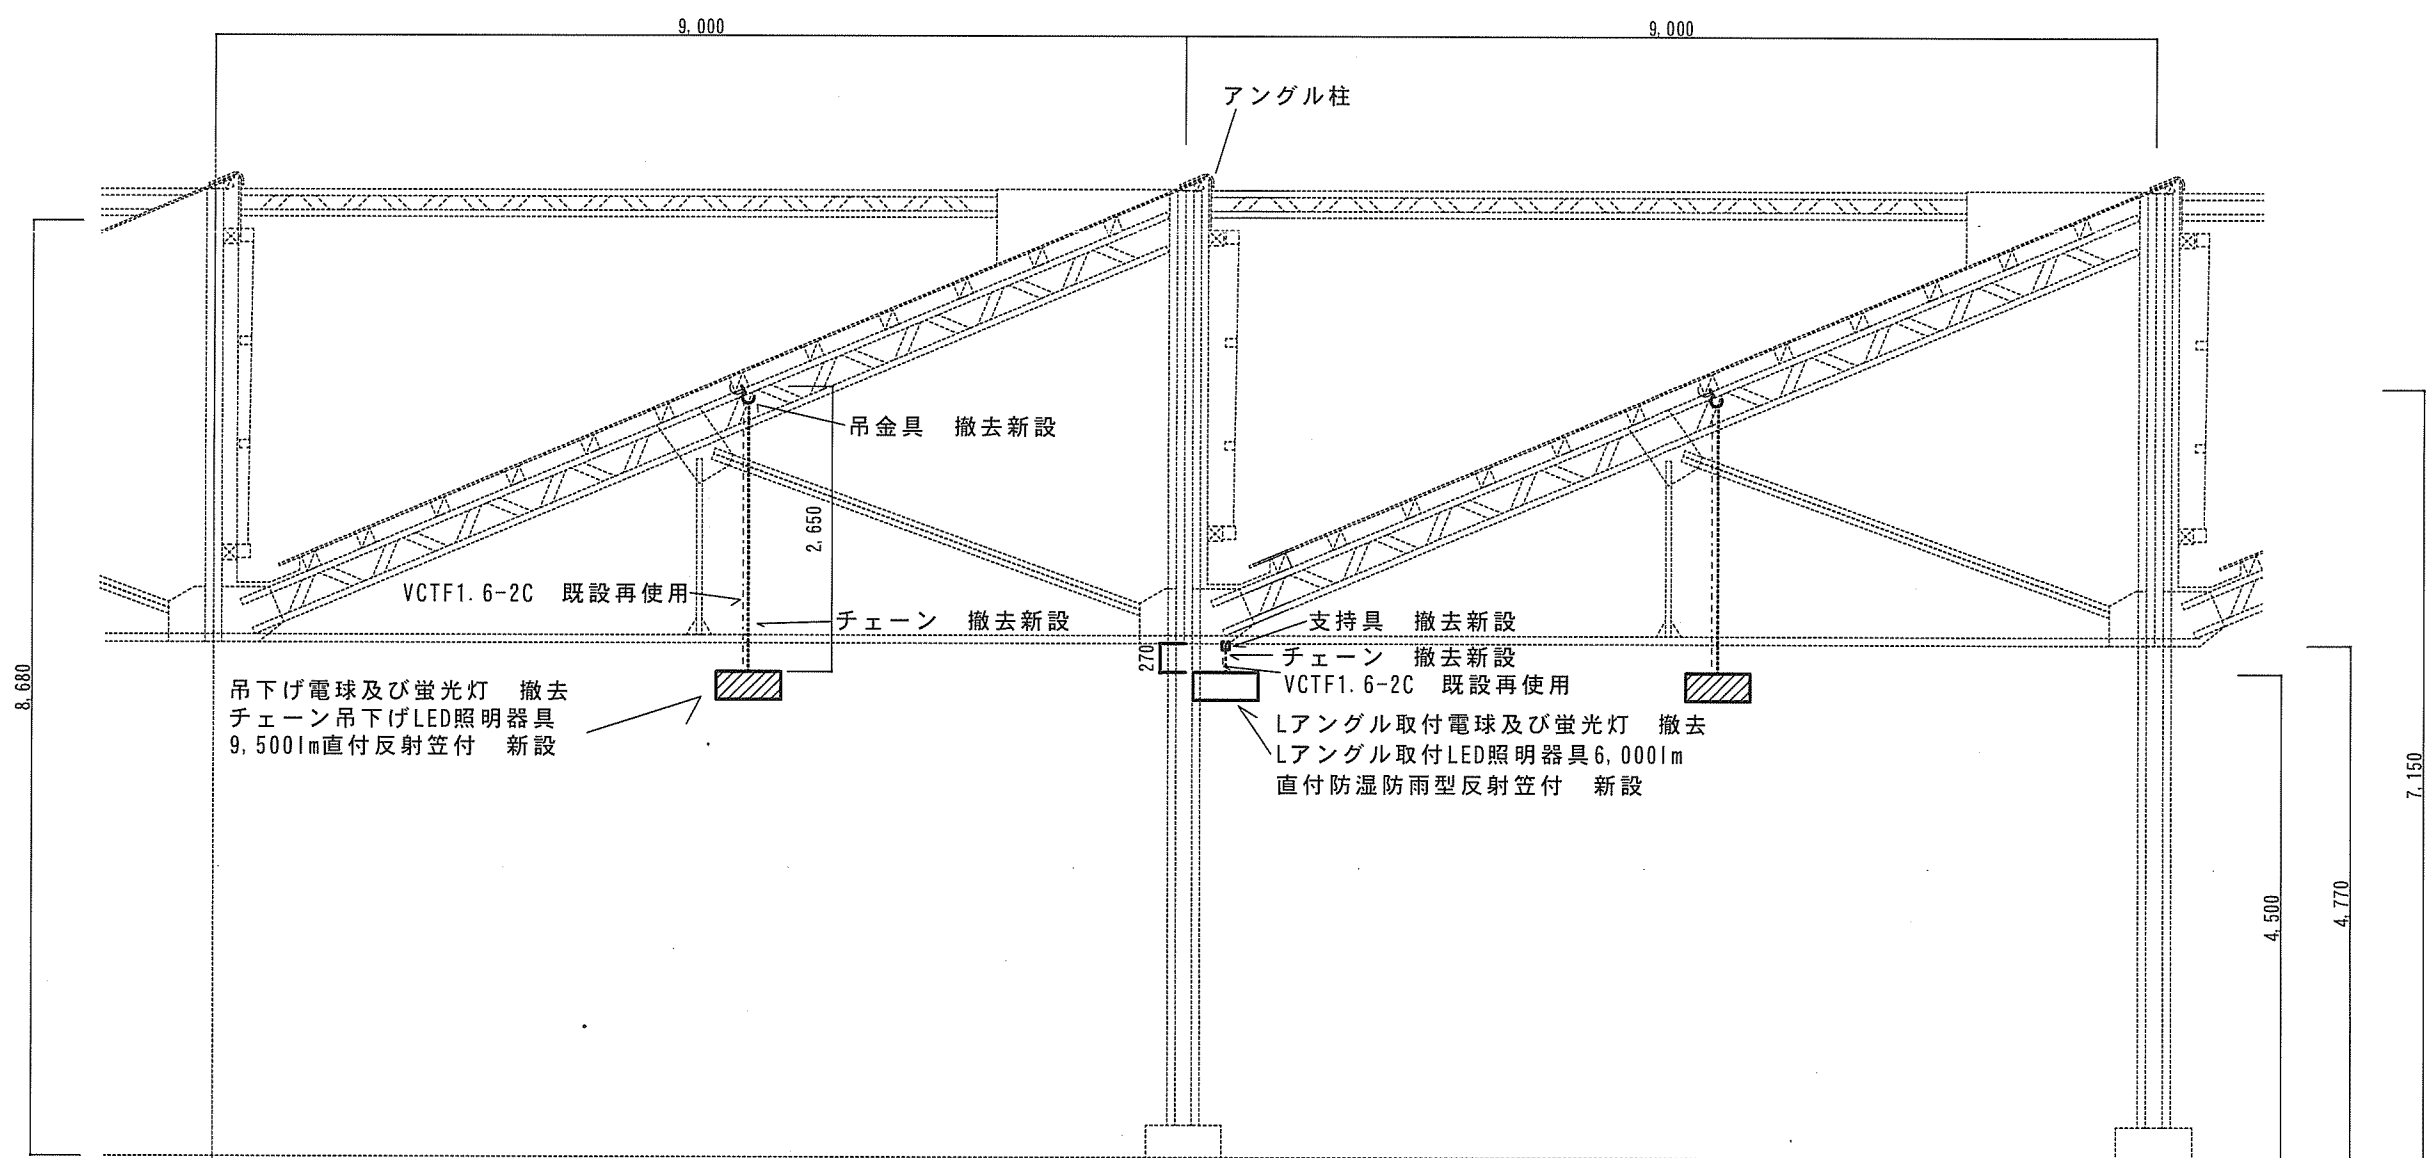 9,000
9,000
アングル柱
吊金具　撤去新設
2,650
VCTF1.6-2C　既設再使用
チェーン　撤去新設
支持具　撤去新設
270
チェーン　撤去新設
VCTF1.6-2C　既設再使用
吊下げ電球及び蛍光灯　撤去
チェーン吊下げLED照明器具
9,500lm直付反射笠付　新設
Lアングル取付電球及び蛍光灯　撤去
Lアングル取付LED照明器具6,000lm
直付防湿防雨型反射笠付　新設
8,680
4,500
4,770
7,150